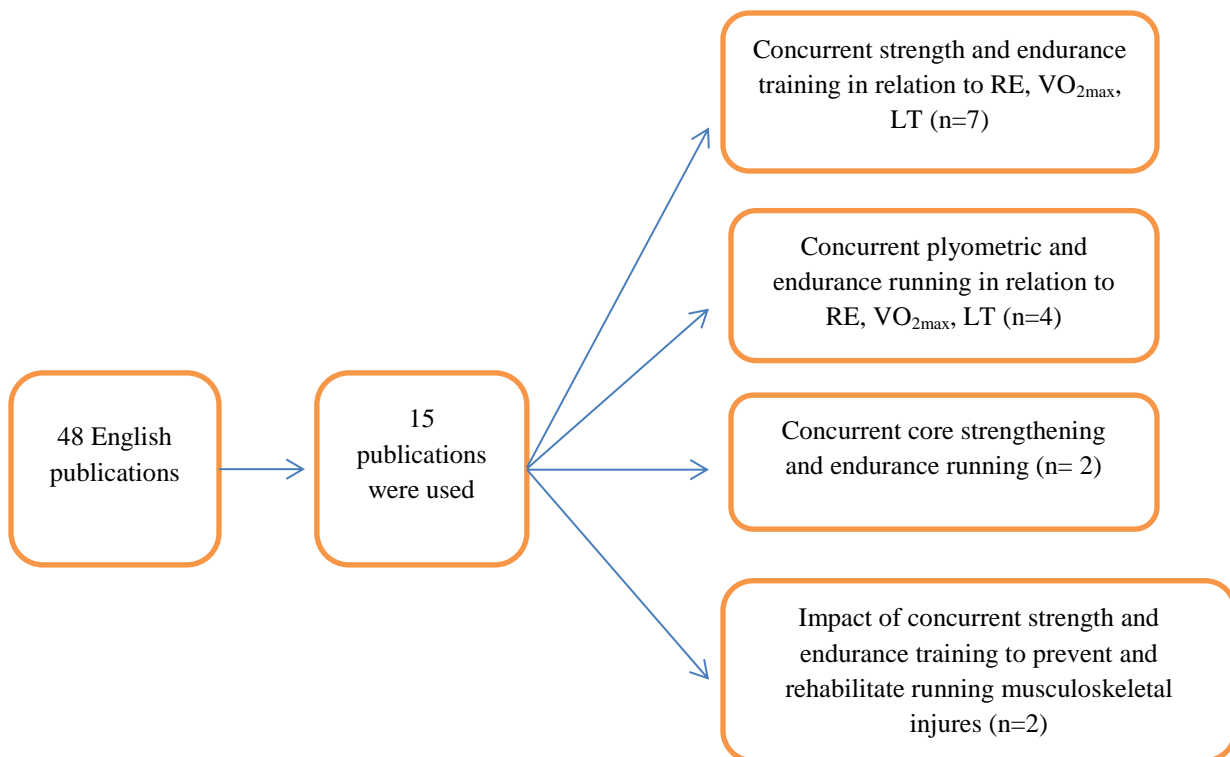 48 English
publications
15
publications
were used
Concurrent strength and endurance
training in relation to RE, VO₂max,
LT (n=7)
Concurrent plyometric and
endurance running in relation to
RE, VO₂max, LT (n=4)
Concurrent core strengthening
and endurance running (n= 2)
Impact of concurrent strength and
endurance training to prevent and
rehabilitate running musculoskeletal
injures (n=2)